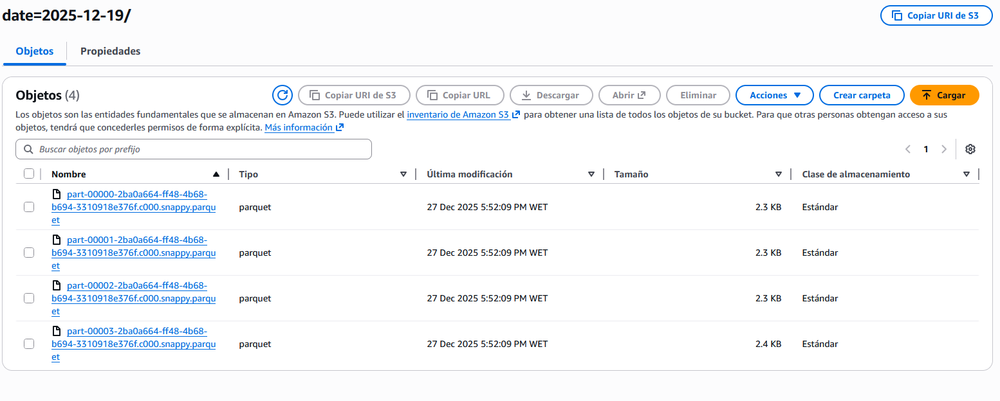 date=2025-12-19/
Copiar URI de S3
Objetos
Propiedades
Objetos (4)
Copiar URI de S3
Copiar URL
Descargar
Abrir
Eliminar
Acciones
Crear carpeta
Cargar
Los objetos son las entidades fundamentales que se almacenan en Amazon S3. Puede utilizar el inventario de Amazon S3 para obtener una lista de todos los objetos de su bucket. Para que otras personas obtengan acceso a sus
objetos, tendrá que concederles permisos de forma explícita. Más información
Buscar objetos por prefijo
1
Nombre Tipo Última modificación Tamaño Clase de almacenamiento
part-00000-2ba0a664-ff48-4b68-
b694-3310918e376f.c000.snappy.parqu
et
parquet 27 Dec 2025 5:52:09 PM WET 2.3 KB Estándar
part-00001-2ba0a664-ff48-4b68-
b694-3310918e376f.c000.snappy.parqu
et
parquet 27 Dec 2025 5:52:09 PM WET 2.3 KB Estándar
part-00002-2ba0a664-ff48-4b68-
b694-3310918e376f.c000.snappy.parqu
et
parquet 27 Dec 2025 5:52:09 PM WET 2.3 KB Estándar
part-00003-2ba0a664-ff48-4b68-
b694-3310918e376f.c000.snappy.parqu
et
parquet 27 Dec 2025 5:52:09 PM WET 2.4 KB Estándar